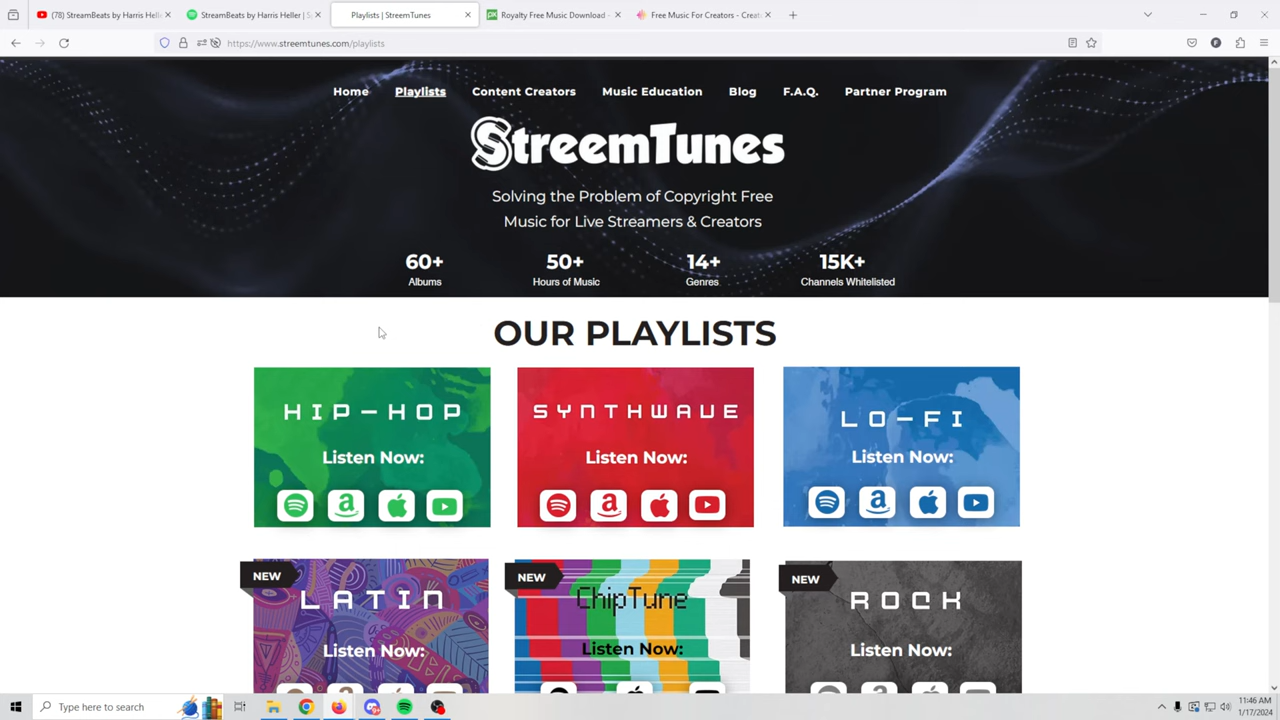 (78) StreamBeats by Harris Hell
StreamBeats by Harris Heller | S
Playlists | StreemTunes
Royalty Free Music Download -
Free Music For Creators - Creat
https://www.streemtunes.com/playlists
Home Playlists Content Creators Music Education Blog F.A.Q. Partner Program
StreemTunes
Solving the Problem of Copyright Free
Music for Live Streamers & Creators
60+ 50+ 14+ 15K+
Albums Hours of Music Genres Channels Whitelisted
OUR PLAYLISTS
HIP-HOP SYNTHWAVE LO-FI
Listen Now: Listen Now: Listen Now:
NEW NEW NEW
LATIN ChipTune ROCK
Listen Now: Listen Now: Listen Now:
Type here to search
11:46 AM
1/17/2024